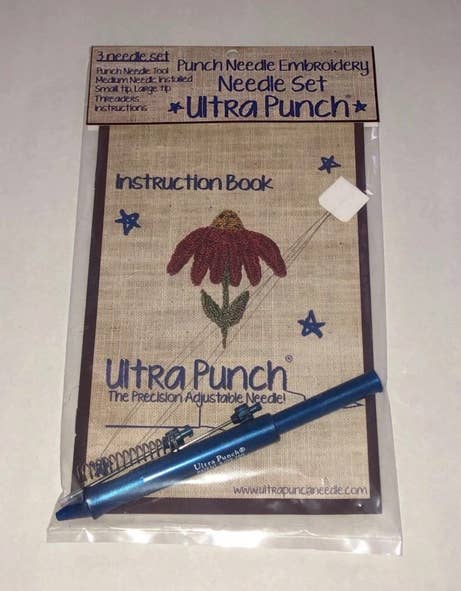 3 needle set
Punch Needle Tool
Medium Needle Installed
Small tip, Large tip
Threaders
Instructions
Punch Needle Embroidery
Needle Set
Ultra Punch®
Instruction Book
Ultra Punch®
The Precision Adjustable Needle!
Ultra Punch®
www.ultrapunchneedle.com